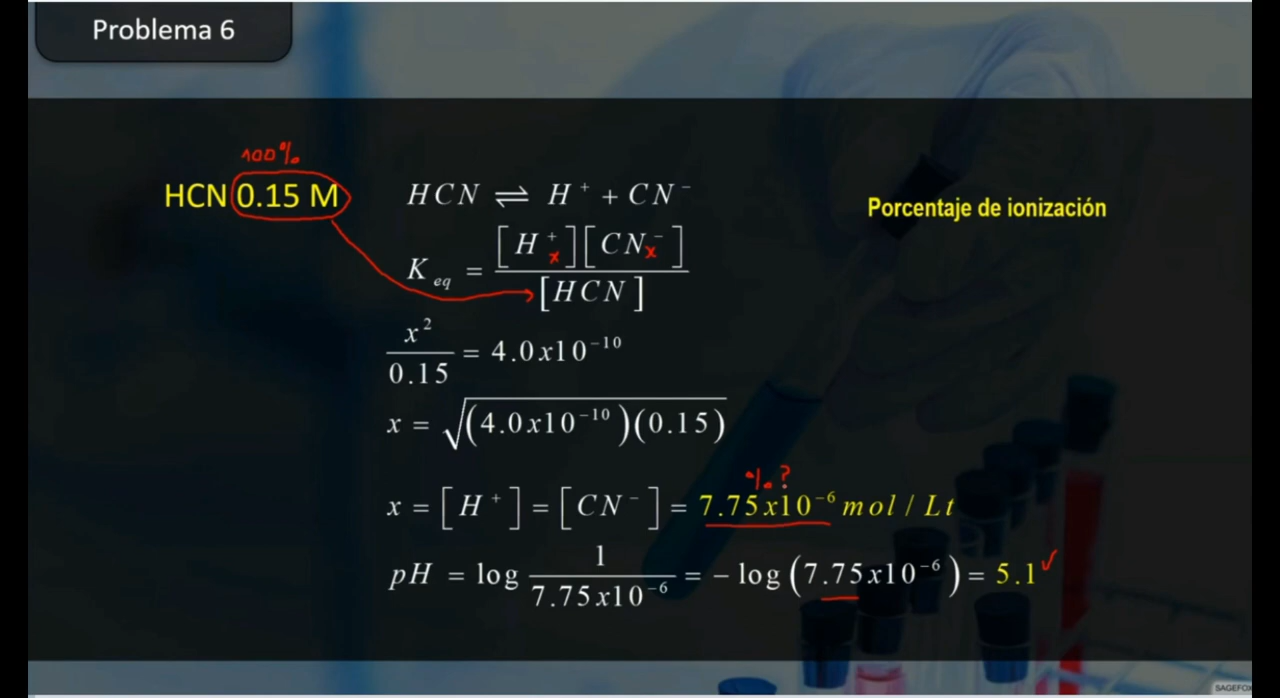 Problema 6
100%
HCN 0.15 M
HCN ⇌ H⁺ + CN⁻
Porcentaje de ionización
K eq = [H⁺][CN⁻] / [HCN]
x x
x² / 0.15 = 4.0x10⁻¹⁰
x = √(4.0x10⁻¹⁰)(0.15)
%?
x = [H⁺] = [CN⁻] = 7.75x10⁻⁶ mol / Lt
pH = log 1 / 7.75x10⁻⁶ = − log (7.75x10⁻⁶) = 5.1 ✓
SAGEFOX